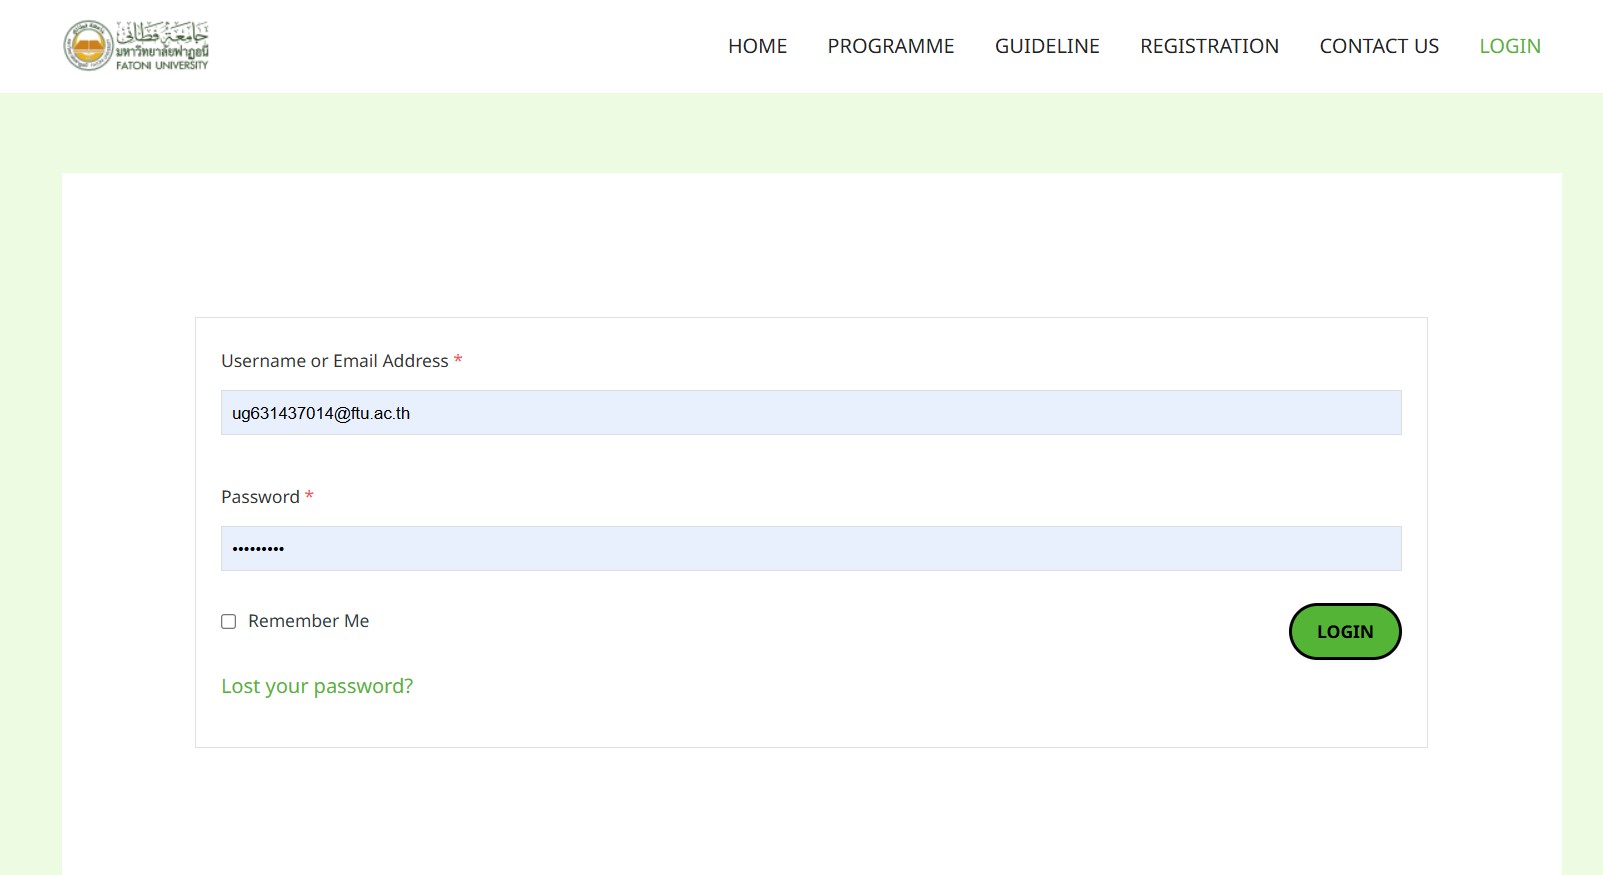 جامعة فطاني
มหาวิทยาลัยฟาฏอนี
FATONI UNIVERSITY
HOME PROGRAMME GUIDELINE REGISTRATION CONTACT US LOGIN
Username or Email Address *
ug631437014@ftu.ac.th
Password *
•••••••••
Remember Me
LOGIN
Lost your password?